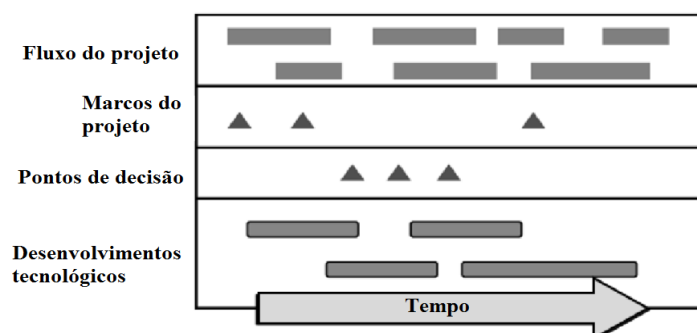 Fluxo do projeto
Marcos do
projeto
Pontos de decisão
Desenvolvimentos
tecnológicos
Tempo